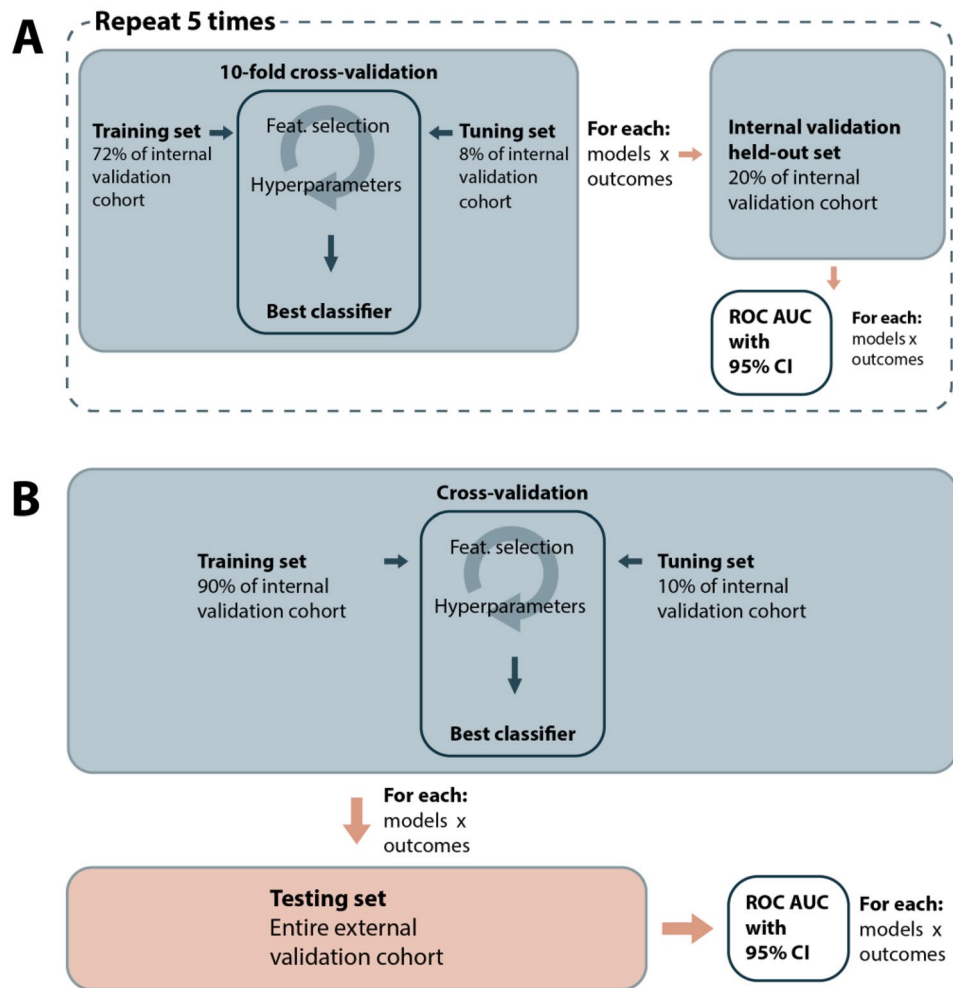 A
Repeat 5 times
10-fold cross-validation
Training set
72% of internal
validation
cohort
Feat. selection
Hyperparameters
Best classifier
Tuning set
8% of internal
validation
cohort
For each:
models x
outcomes
Internal validation
held-out set
20% of internal
validation cohort
ROC AUC
with
95% CI
For each:
models x
outcomes
B
Cross-validation
Training set
90% of internal
validation cohort
Feat. selection
Hyperparameters
Best classifier
Tuning set
10% of internal
validation cohort
For each:
models x
outcomes
Testing set
Entire external
validation cohort
ROC AUC
with
95% CI
For each:
models x
outcomes